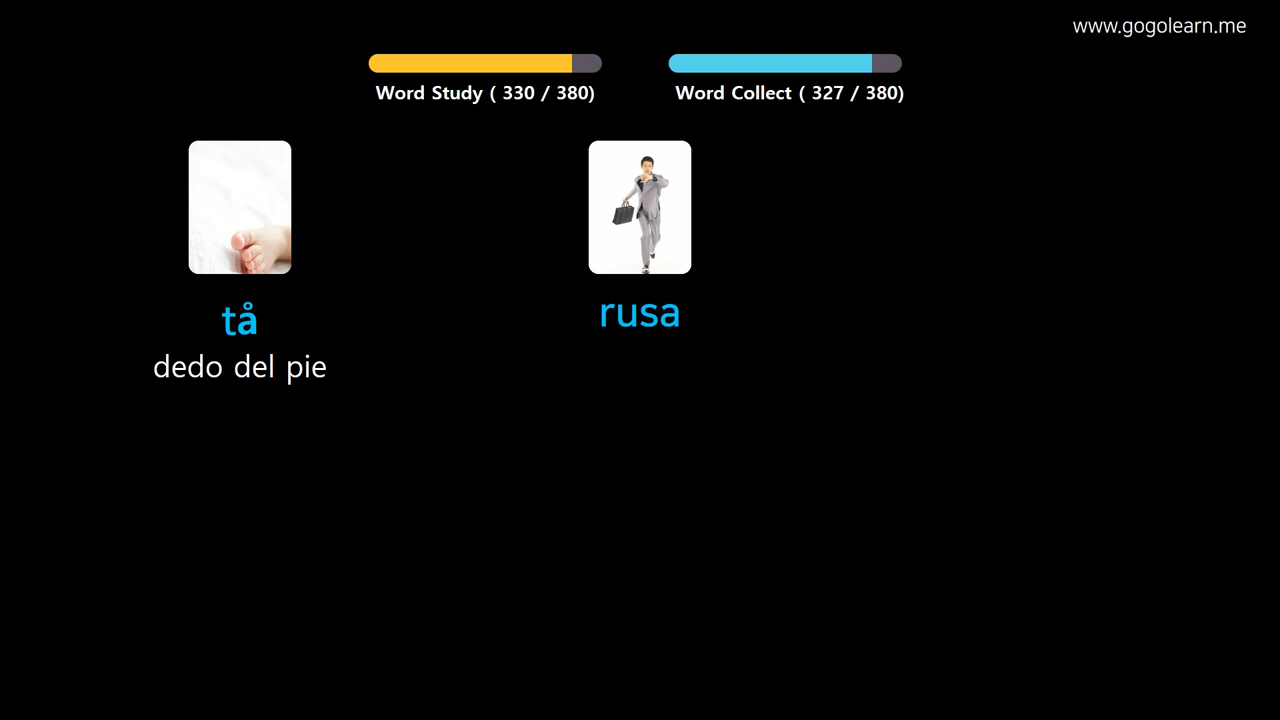 www.gogolearn.me
Word Study ( 330 / 380)
Word Collect ( 327 / 380)
tå
dedo del pie
rusa